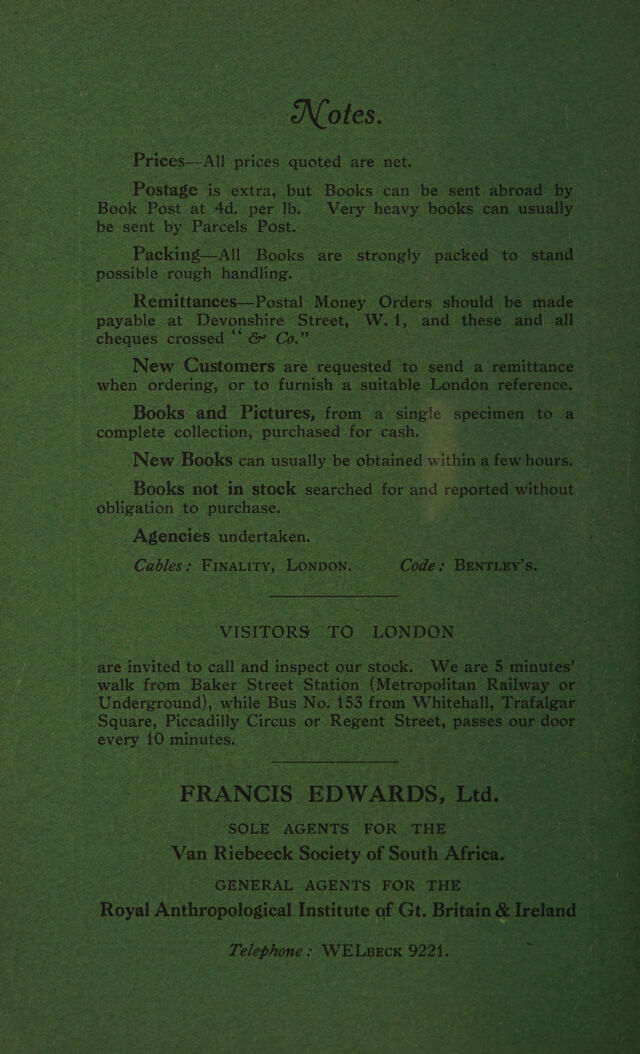 Notes.
Prices—All prices quoted are net.
Postage is extra, but Books can be sent abroad by
Book Post at 4d. per lb. Very heavy books can usually
be sent by Parcels Post.
Packing—All Books are strongly packed to stand
possible rough handling.
Remittances—Postal Money Orders should be made
payable at Devonshire Street, W. 1, and these and all
cheques crossed “ & Co.”
New Customers are requested to send a remittance
when ordering, or to furnish a suitable London reference.
Books and Pictures, from a single specimen to a
complete collection, purchased for cash.
New Books can usually be obtained within a few hours.
Books not in stock searched for and reported without
obligation to purchase.
Agencies undertaken.
Cables: FINALITY, LONDON. Code: BENTLEY'S.
VISITORS TO LONDON
are invited to call and inspect our stock. We are 5 minutes'
walk from Baker Street Station (Metropolitan Railway or
Underground), while Bus No. 153 from Whitehall, Trafalgar
Square, Piccadilly Circus or Regent Street, passes our door
every 10 minutes.
FRANCIS EDWARDS, Ltd.
SOLE AGENTS FOR THE
Van Riebeeck Society of South Africa.
GENERAL AGENTS FOR THE
Royal Anthropological Institute of Gt. Britain & Ireland
Telephone: WELBECK 9221.